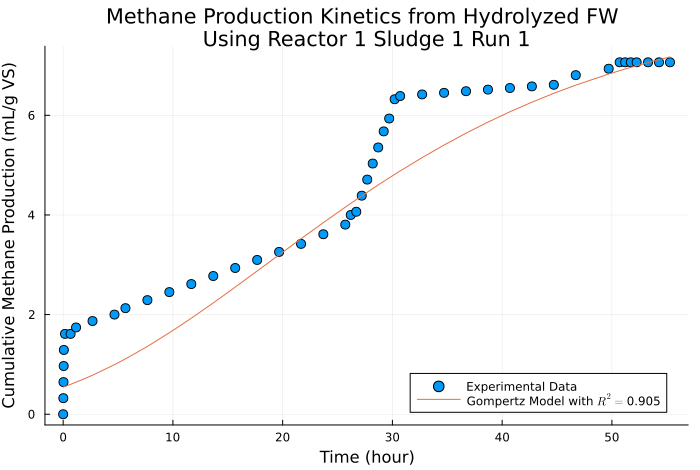 Methane Production Kinetics from Hydrolyzed FW
Using Reactor 1 Sludge 1 Run 1
Cumulative Methane Production (mL/g VS)
6
4
2
0
0 10 20 30 40 50
Time (hour)
Experimental Data
Gompertz Model with R² = 0.905